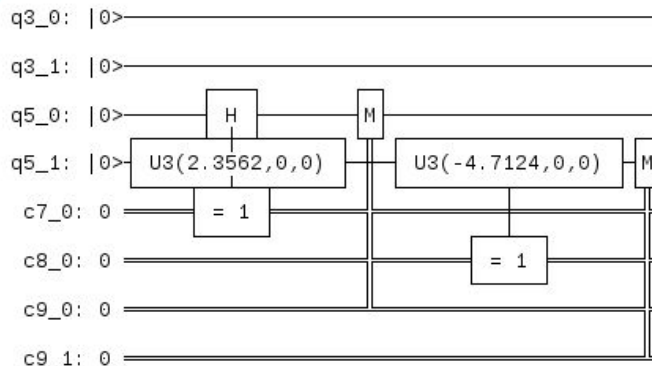 q3_0: |0>
q3_1: |0>
q5_0: |0> H M
q5_1: |0> U3(2.3562,0,0) U3(-4.7124,0,0) M
c7_0: 0 = 1
c8_0: 0 = 1
c9_0: 0
c9_1: 0